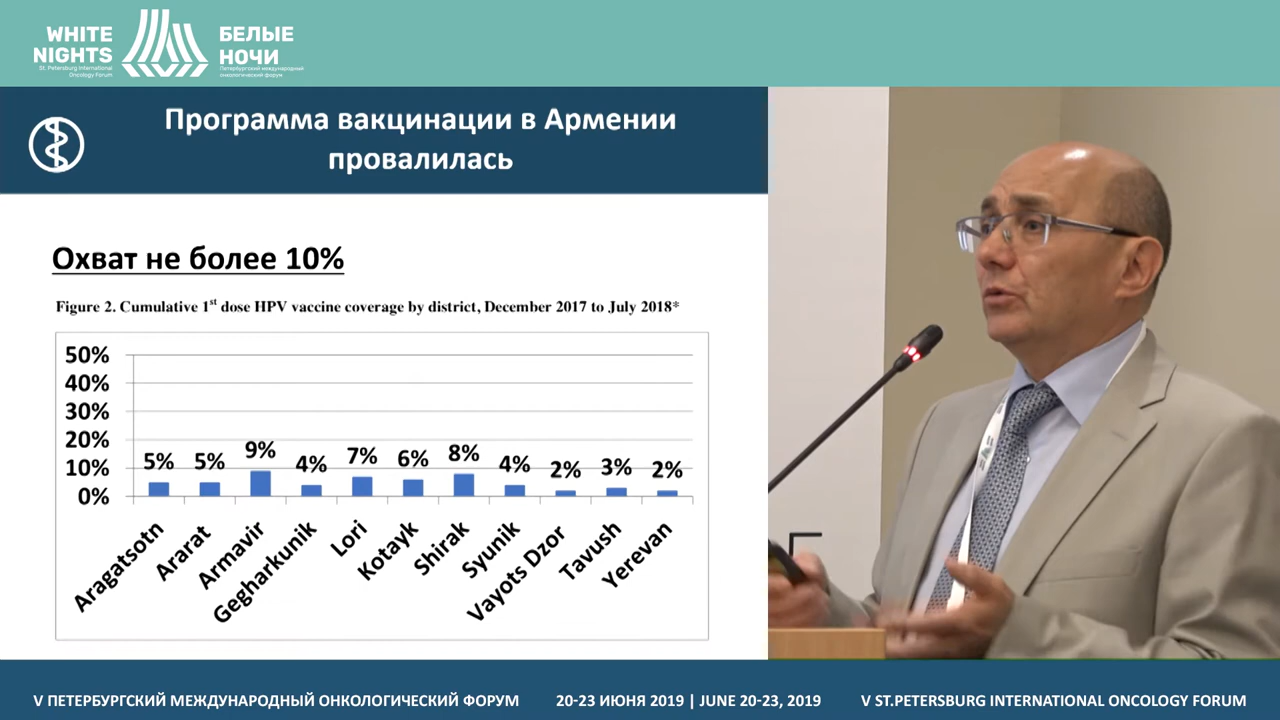 WHITE
NIGHTS
St. Petersburg International
Oncology Forum
БЕЛЫЕ
НОЧИ
Петербургский международный
онкологический форум
Программа вакцинации в Армении
провалилась
Охват не более 10%
Figure 2. Cumulative 1st dose HPV vaccine coverage by district, December 2017 to July 2018*
50%
40%
30%
20%
10%
0%
5%
5%
9%
4%
7%
6%
8%
4%
2%
3%
2%
Aragatsotn
Ararat
Armavir
Gegharkunik
Lori
Kotayk
Shirak
Syunik
Vayots Dzor
Tavush
Yerevan
V ПЕТЕРБУРГСКИЙ МЕЖДУНАРОДНЫЙ ОНКОЛОГИЧЕСКИЙ ФОРУМ
20-23 ИЮНЯ 2019 | JUNE 20-23, 2019
V ST.PETERSBURG INTERNATIONAL ONCOLOGY FORUM